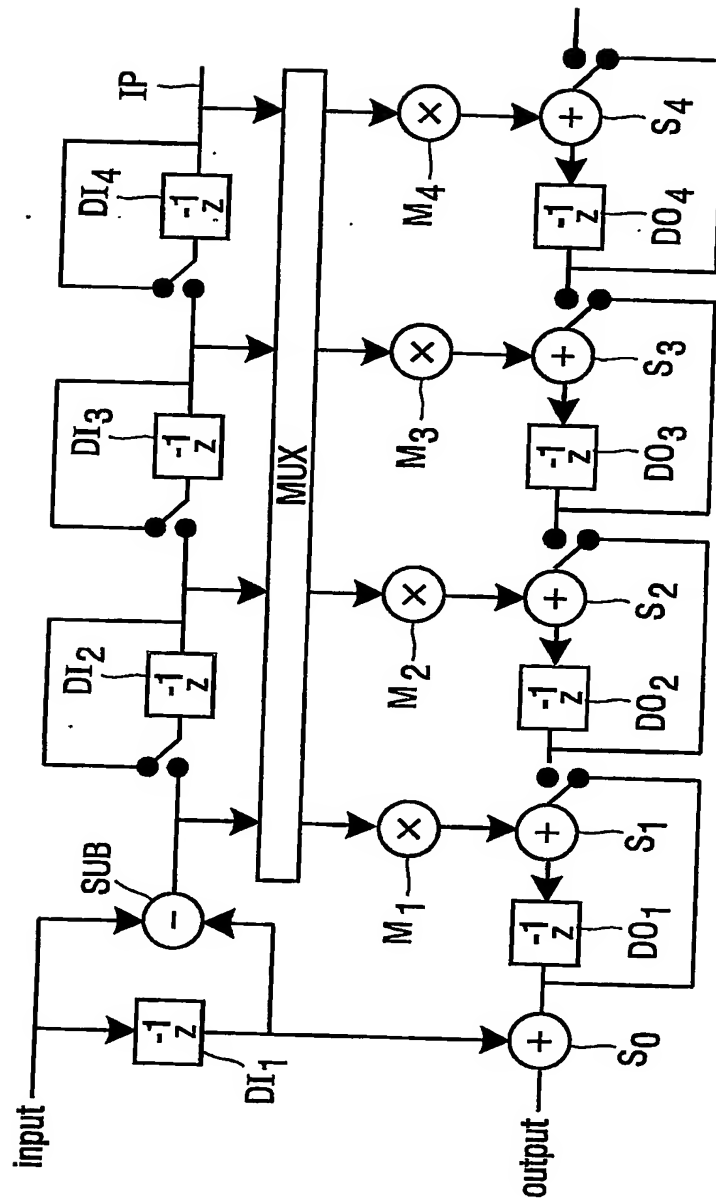 input
DI1
z-1
SUB
-
DI2
z-1
DI3
z-1
DI4
z-1
IP
MUX
M1
×
M2
×
M3
×
M4
×
output
+
S0
z-1
DO1
+
S1
z-1
DO2
+
S2
z-1
DO3
+
S3
z-1
DO4
+
S4